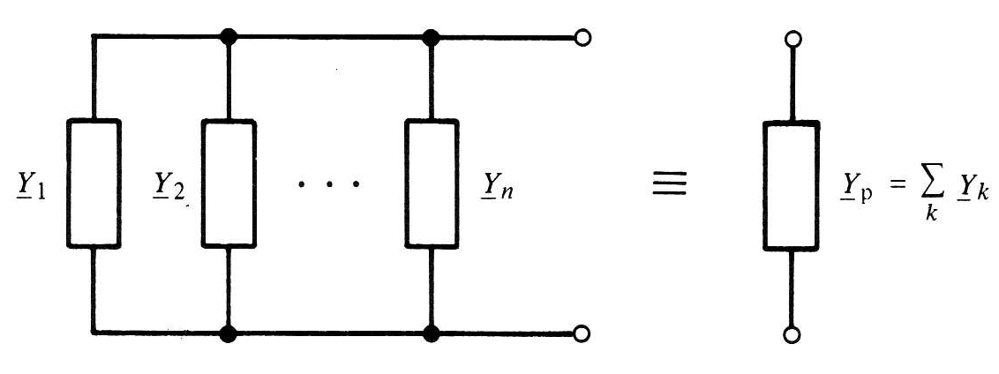 Y1 Y2 · · · Yn ≡ Yp = ∑ Yk
k